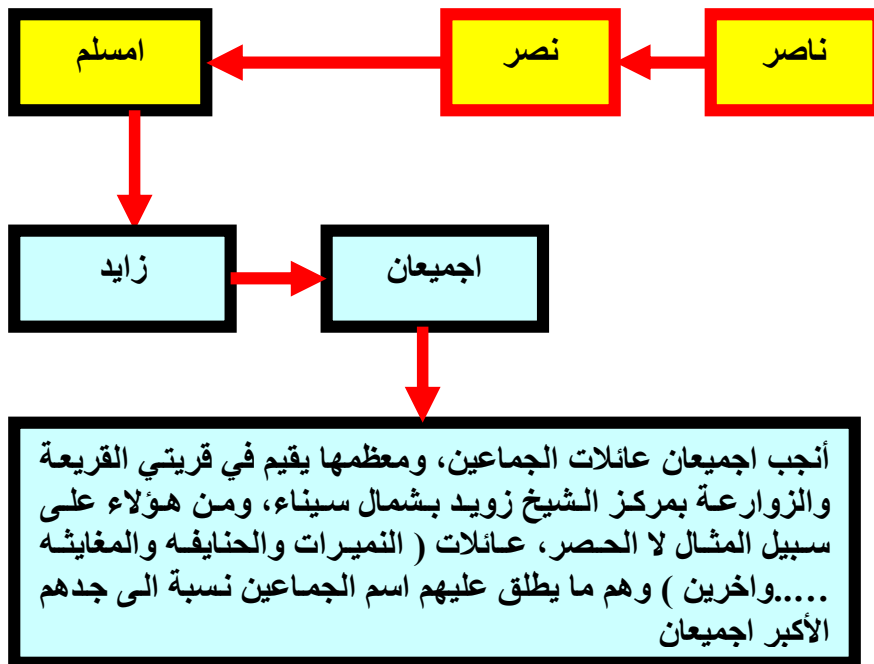 ناصر
نصر
امسلم
زايد
اجميعان
أنجب اجميعان عائلات الجماعين، ومعظمها يقيم في قريتي القريعة
والزوارعة بمركز الشيخ زويد بشمال سيناء، ومن هؤلاء على
سبيل المثال لا الحصر، عائلات ( النميرات والحنايفه والمغايثه
.....واخرين ) وهم ما يطلق عليهم اسم الجماعين نسبة الى جدهم
الأكبر اجميعان